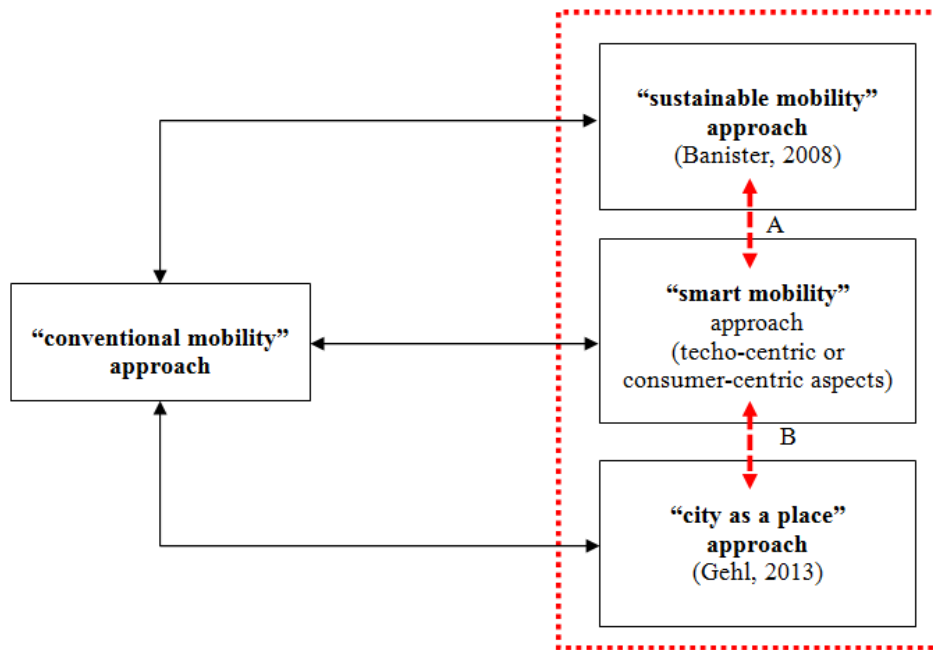 “sustainable mobility”
approach
(Banister, 2008)
A
“smart mobility”
approach
(techo-centric or
consumer-centric aspects)
“conventional mobility”
approach
B
“city as a place”
approach
(Gehl, 2013)